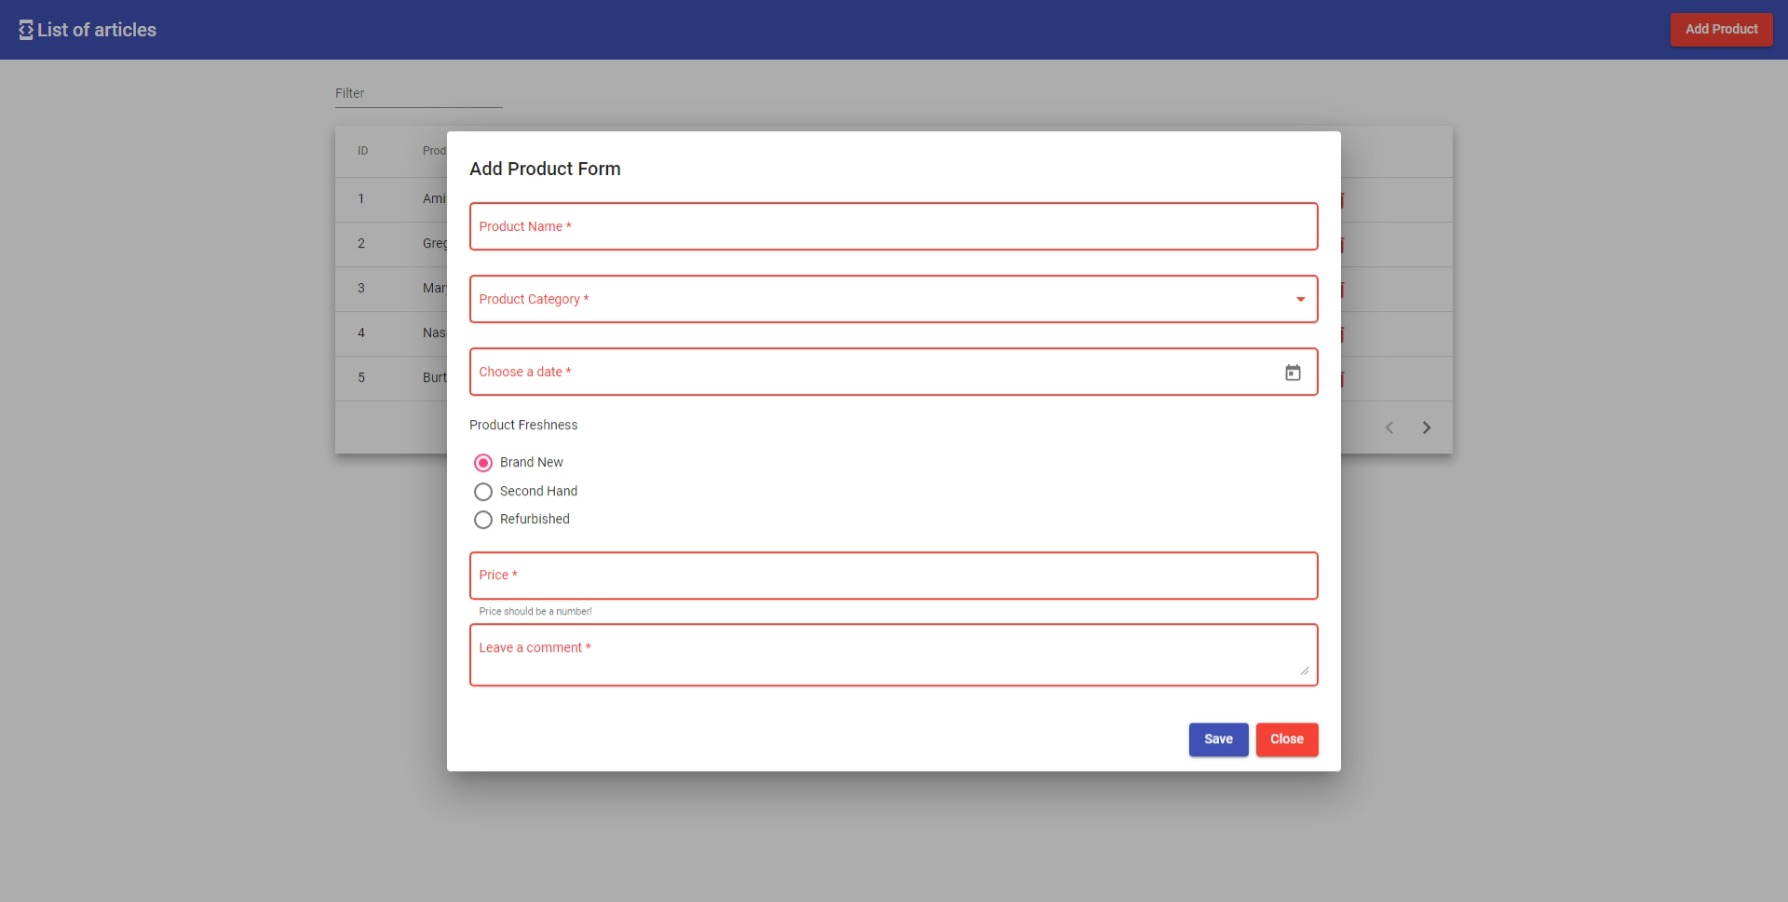 List of articles
Add Product
Filter
ID Prod
1 Ami
2 Greg
3 Mar
4 Nas
5 Burt
Add Product Form
Product Name *
Product Category *
Choose a date *
Product Freshness
Brand New
Second Hand
Refurbished
Price *
Price should be a number!
Leave a comment *
Save
Close